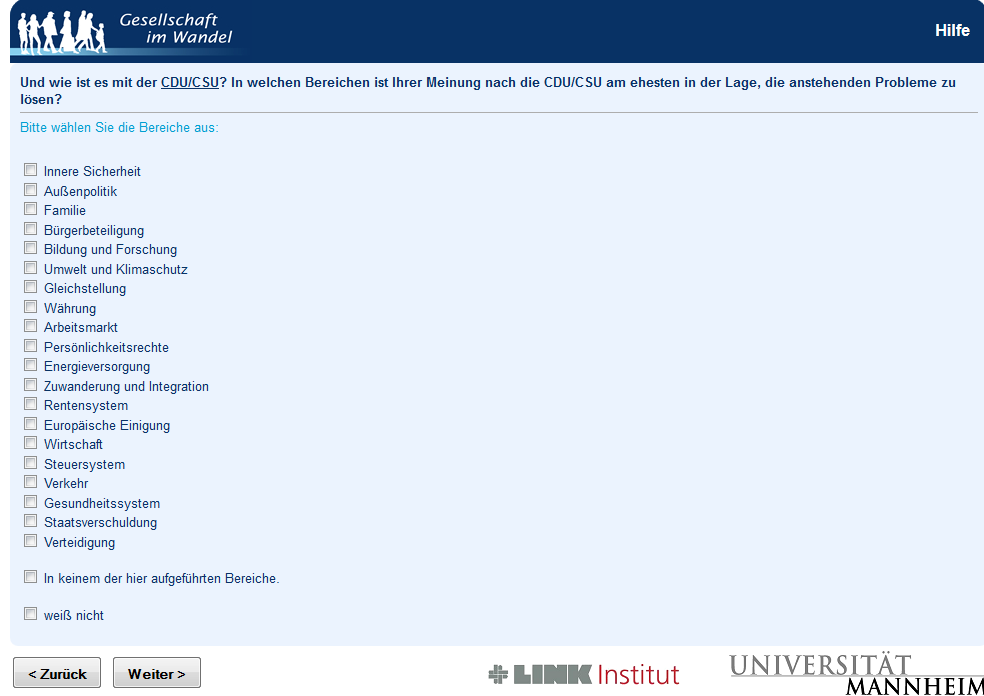 Gesellschaft
im Wandel
Hilfe
Und wie ist es mit der CDU/CSU? In welchen Bereichen ist Ihrer Meinung nach die CDU/CSU am ehesten in der Lage, die anstehenden Probleme zu
lösen?
Bitte wählen Sie die Bereiche aus:
Innere Sicherheit
Außenpolitik
Familie
Bürgerbeteiligung
Bildung und Forschung
Umwelt und Klimaschutz
Gleichstellung
Währung
Arbeitsmarkt
Persönlichkeitsrechte
Energieversorgung
Zuwanderung und Integration
Rentensystem
Europäische Einigung
Wirtschaft
Steuersystem
Verkehr
Gesundheitssystem
Staatsverschuldung
Verteidigung
In keinem der hier aufgeführten Bereiche.
weiß nicht
< Zurück
Weiter >
LINK Institut
UNIVERSITÄT
MANNHEIM